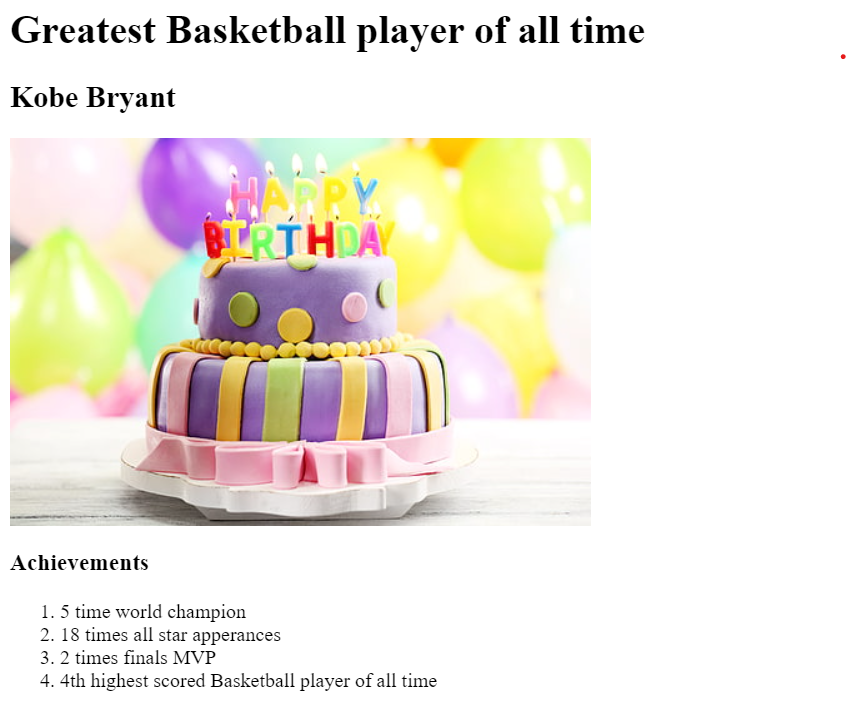 Greatest Basketball player of all time
Kobe Bryant
HAPPY
BIRTHDAY
Achievements
1. 5 time world champion
2. 18 times all star apperances
3. 2 times finals MVP
4. 4th highest scored Basketball player of all time